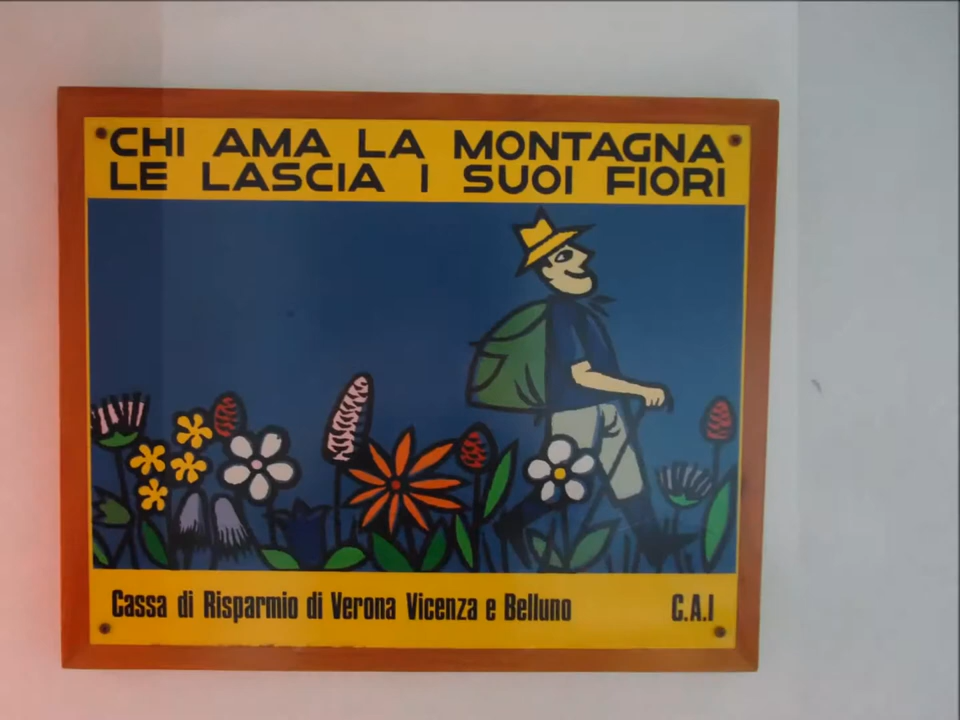 CHI AMA LA MONTAGNA
LE LASCIA I SUOI FIORI
Cassa di Risparmio di Verona Vicenza e Belluno
C.A.I